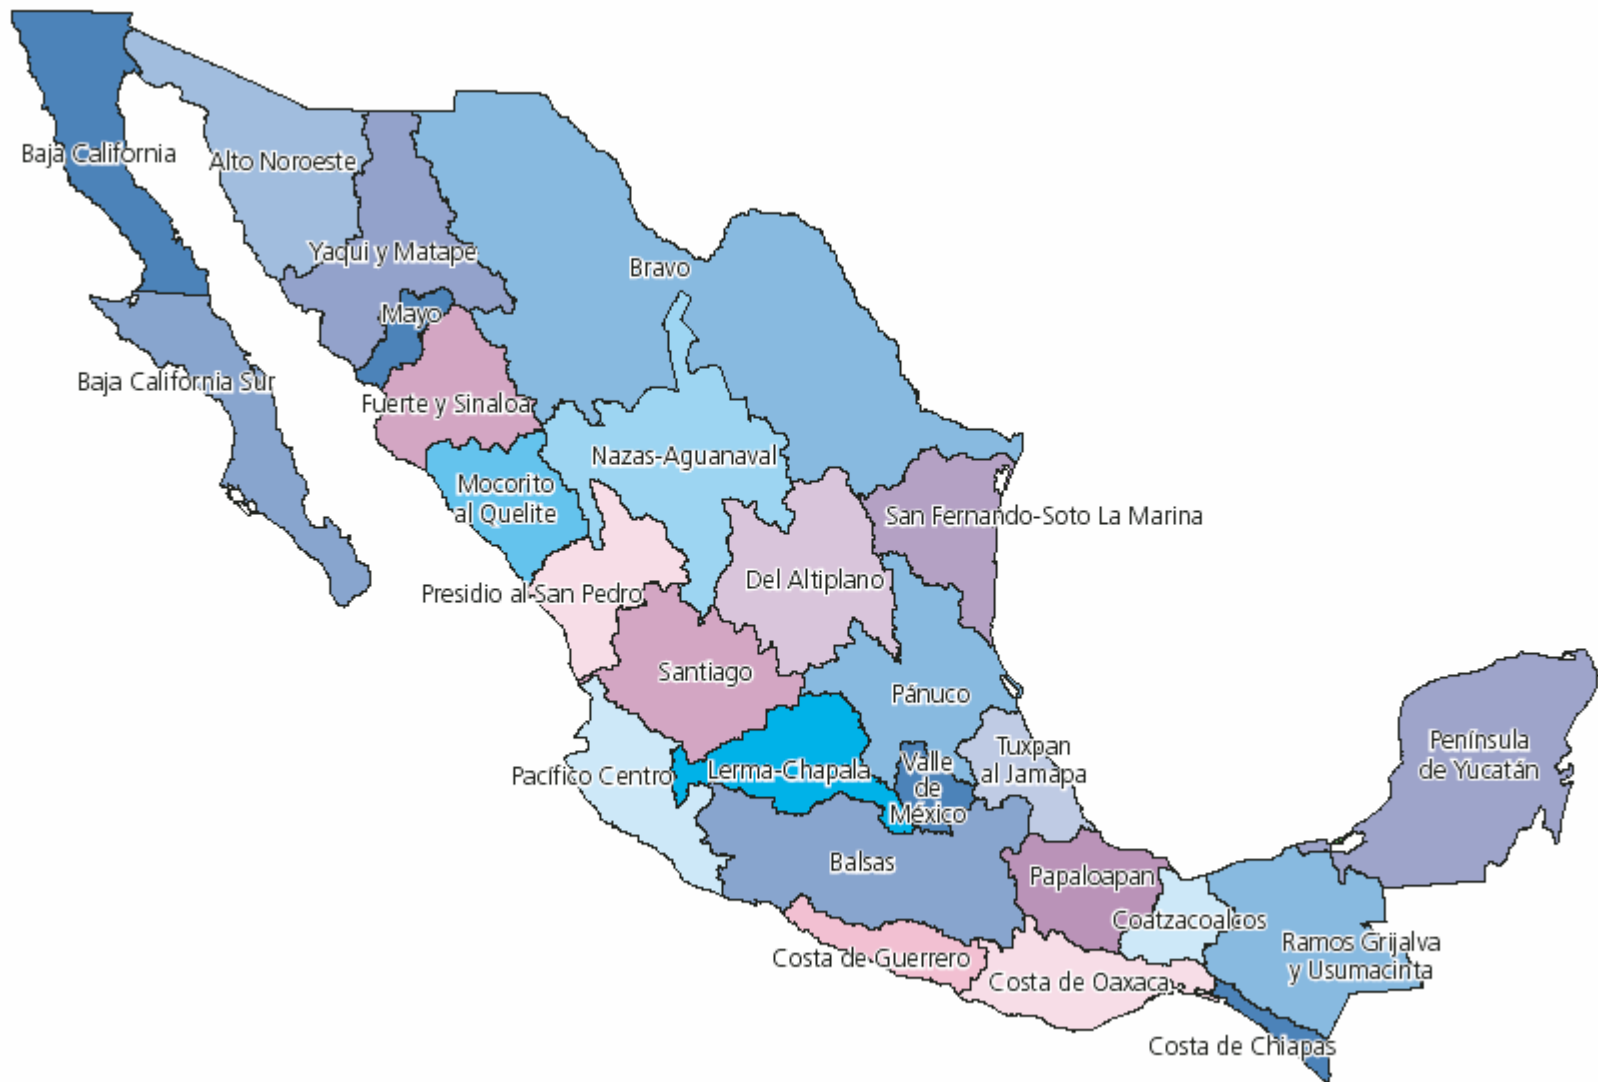 Baja California
Alto Noroeste
Yaqui y Matape
Bravo
Mayo
Baja California Sur
Fuerte y Sinaloa
Nazas-Aguanaval
Mocorito
al Quelite
San Fernando-Soto La Marina
Del Altiplano
Presidio al San Pedro
Santiago
Pánuco
Tuxpan
al Jamapa
Península
de Yucatán
Pacífico Centro
Lerma-Chapala
Valle
de
México
Balsas
Papaloapan
Coatzacoalcos
Ramos Grijalva
y Usumacinta
Costa de Guerrero
Costa de Oaxaca
Costa de Chiapas